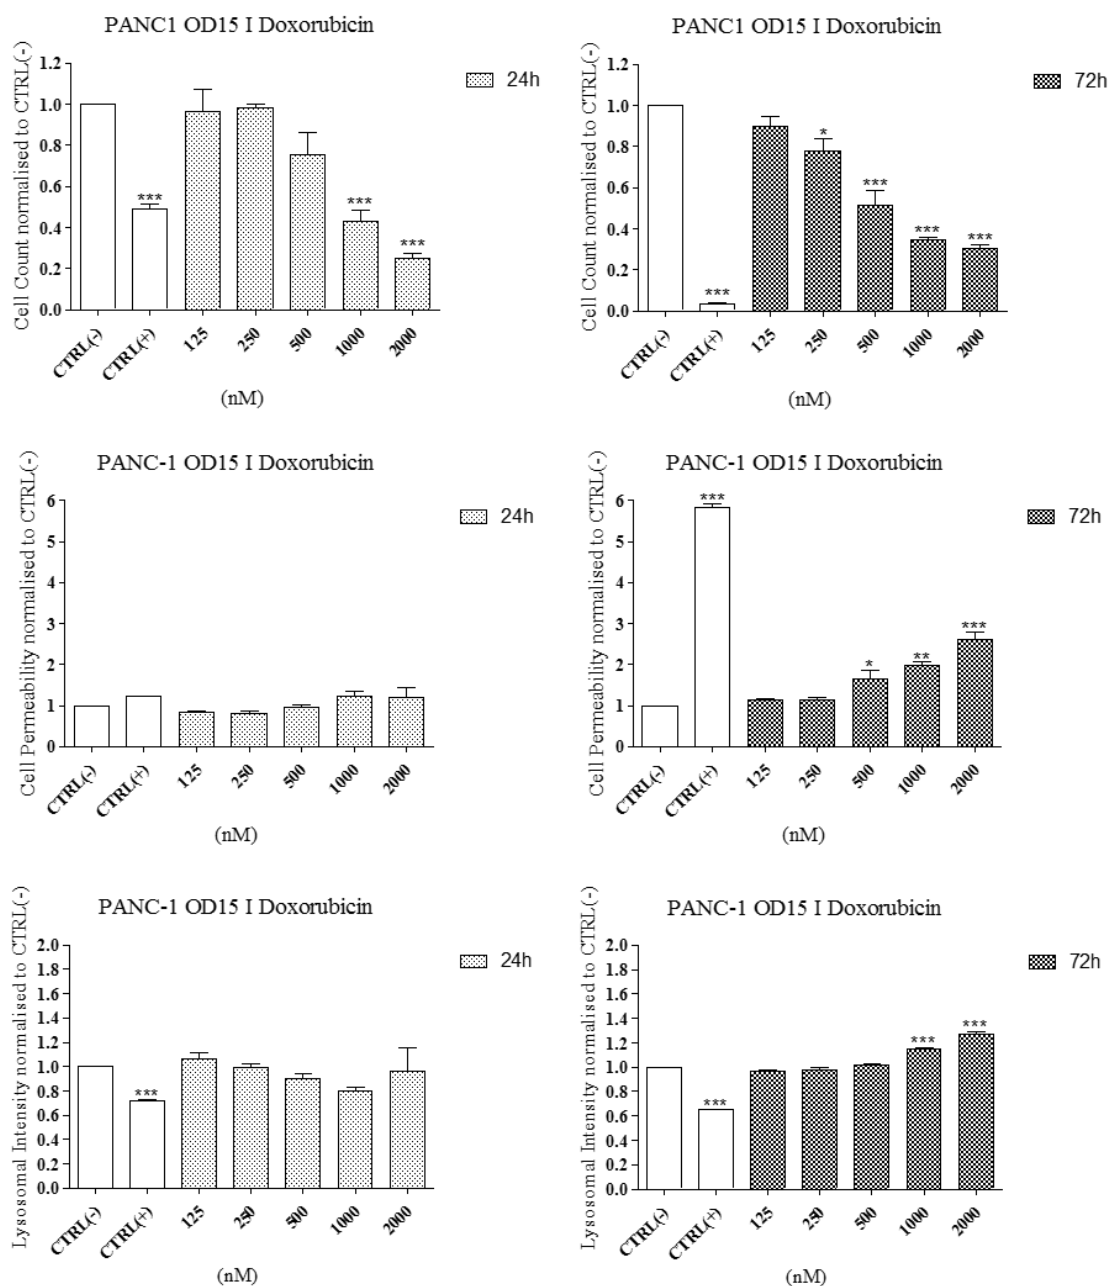 PANC1 OD15 I Doxorubicin
Cell Count normalised to CTRL(-)
1.2
1.0
0.8
0.6
0.4
0.2
0.0
***
***
***
24h
CTRL(-) CTRL(+) 125 250 500 1000 2000
(nM)
PANC1 OD15 I Doxorubicin
Cell Count normalised to CTRL(-)
1.2
1.0
0.8
0.6
0.4
0.2
0.0
***
*
***
***
***
72h
CTRL(-) CTRL(+) 125 250 500 1000 2000
(nM)
PANC-1 OD15 I Doxorubicin
Cell Permeability normalised to CTRL(-)
6
5
4
3
2
1
0
24h
CTRL(-) CTRL(+) 125 250 500 1000 2000
(nM)
PANC-1 OD15 I Doxorubicin
Cell Permeability normalised to CTRL(-)
6
5
4
3
2
1
0
***
*
**
***
72h
CTRL(-) CTRL(+) 125 250 500 1000 2000
(nM)
PANC-1 OD15 I Doxorubicin
Lysosomal Intensity normalised to CTRL(-)
2.0
1.8
1.6
1.4
1.2
1.0
0.8
0.6
0.4
0.2
0.0
***
24h
CTRL(-) CTRL(+) 125 250 500 1000 2000
(nM)
PANC-1 OD15 I Doxorubicin
Lysosomal Intensity normalised to CTRL(-)
2.0
1.8
1.6
1.4
1.2
1.0
0.8
0.6
0.4
0.2
0.0
***
***
***
72h
CTRL(-) CTRL(+) 125 250 500 1000 2000
(nM)